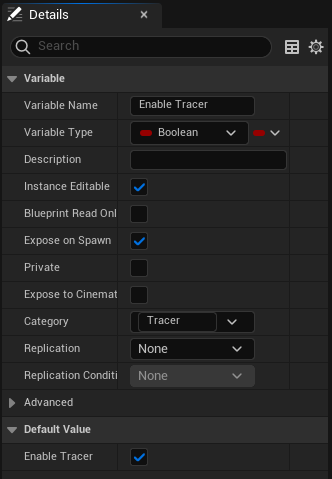 Details
Search
Variable
Variable Name Enable Tracer
Variable Type Boolean
Description
Instance Editable
Blueprint Read Onl
Expose on Spawn
Private
Expose to Cinemat
Category Tracer
Replication None
Replication Conditi None
Advanced
Default Value
Enable Tracer